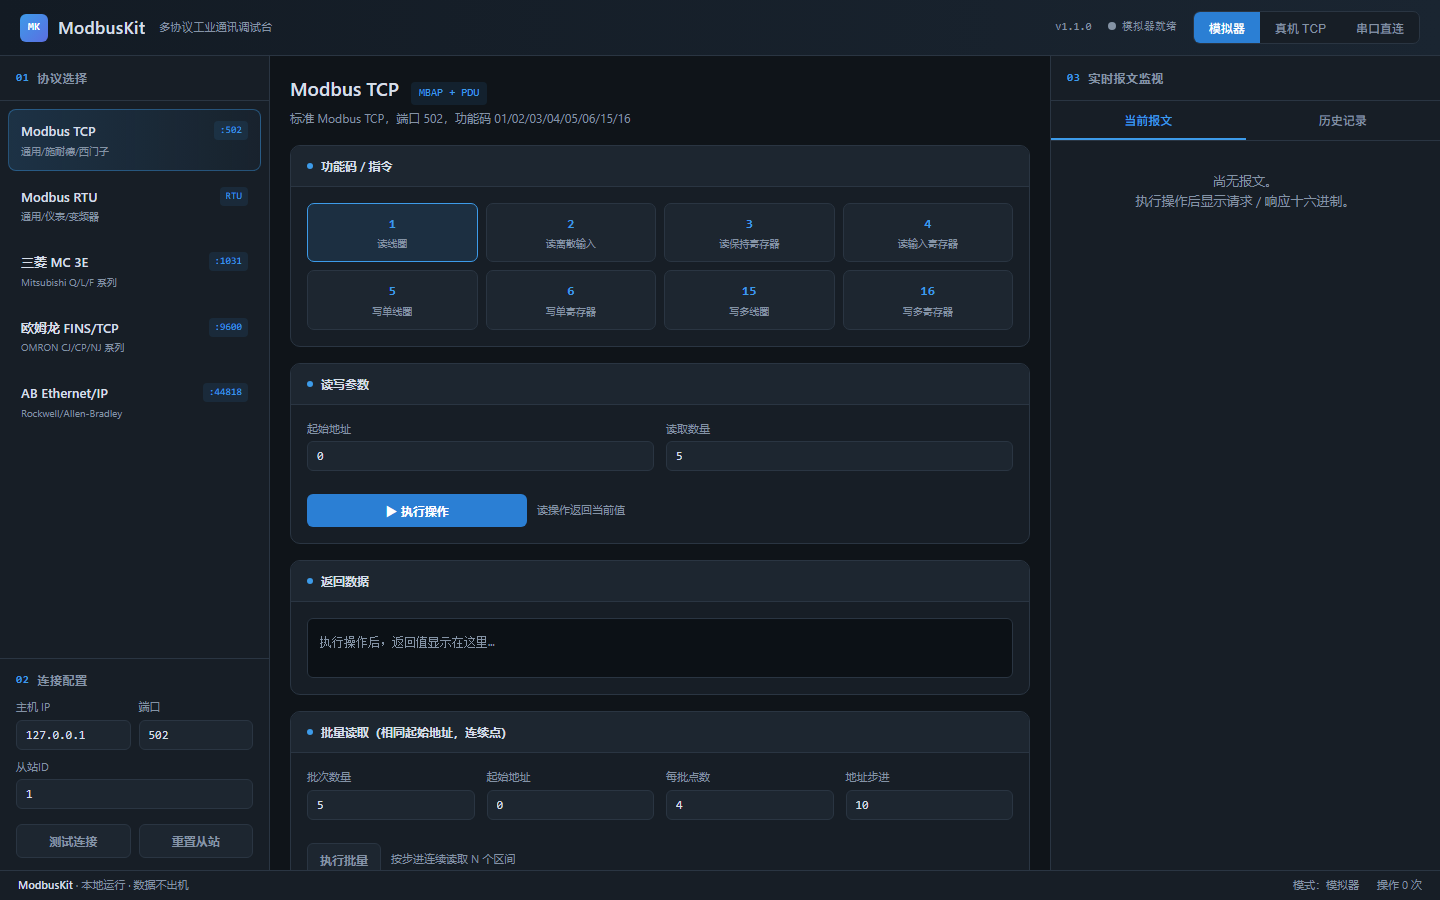 MK ModbusKit 多协议工业通讯调试台 v1.1.0 模拟器就绪 模拟器 真机 TCP 串口直连
01 协议选择
Modbus TCP :502
通用/施耐德/西门子
Modbus RTU RTU
通用/仪表/变频器
三菱 MC 3E :1031
Mitsubishi Q/L/F 系列
欧姆龙 FINS/TCP :9600
OMRON CJ/CP/NJ 系列
AB Ethernet/IP :44818
Rockwell/Allen-Bradley
02 连接配置
主机 IP 端口
127.0.0.1 502
从站ID
1
测试连接 重置从站
Modbus TCP MBAP + PDU
标准 Modbus TCP，端口 502，功能码 01/02/03/04/05/06/15/16
功能码 / 指令
1 2 3 4
读线圈 读离散输入 读保持寄存器 读输入寄存器
5 6 15 16
写单线圈 写单寄存器 写多线圈 写多寄存器
读写参数
起始地址 读取数量
0 5
▶ 执行操作 读操作返回当前值
返回数据
执行操作后，返回值显示在这里…
批量读取（相同起始地址，连续点）
批次数量 起始地址 每批点数 地址步进
5 0 4 10
执行批量 按步进连续读取 N 个区间
03 实时报文监视
当前报文 历史记录
尚无报文。
执行操作后显示请求 / 响应十六进制。
ModbusKit · 本地运行 · 数据不出机 模式：模拟器 操作 0 次